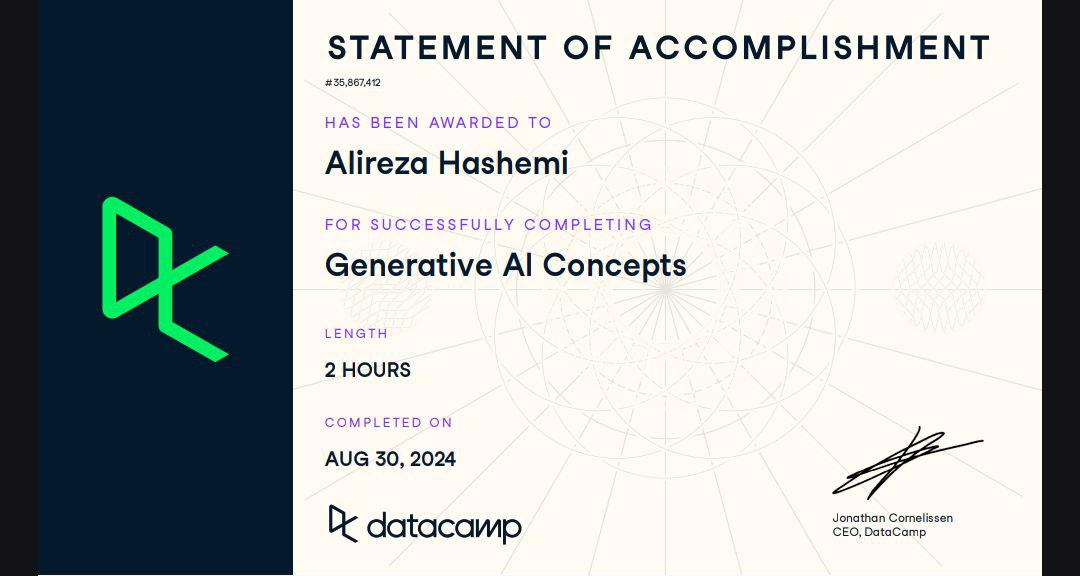 STATEMENT OF ACCOMPLISHMENT
#35,867,412
HAS BEEN AWARDED TO
Alireza Hashemi
FOR SUCCESSFULLY COMPLETING
Generative AI Concepts
LENGTH
2 HOURS
COMPLETED ON
AUG 30, 2024
datacamp
Jonathan Cornelissen
CEO, DataCamp